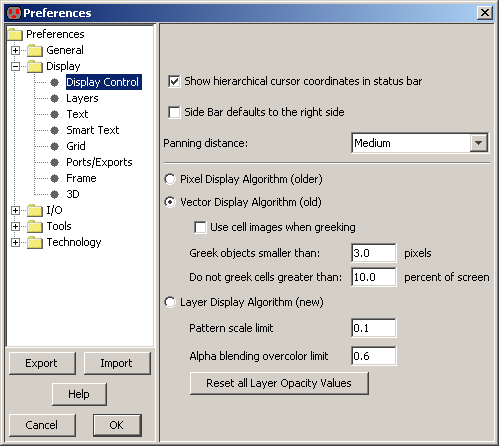 Preferences
Preferences
General
Display
Display Control
Layers
Text
Smart Text
Grid
Ports/Exports
Frame
3D
I/O
Tools
Technology
Export Import
Help
Cancel OK
Show hierarchical cursor coordinates in status bar
Side Bar defaults to the right side
Panning distance: Medium
Pixel Display Algorithm (older)
Vector Display Algorithm (old)
Use cell images when greeking
Greek objects smaller than: 3.0 pixels
Do not greek cells greater than: 10.0 percent of screen
Layer Display Algorithm (new)
Pattern scale limit 0.1
Alpha blending overcolor limit 0.6
Reset all Layer Opacity Values